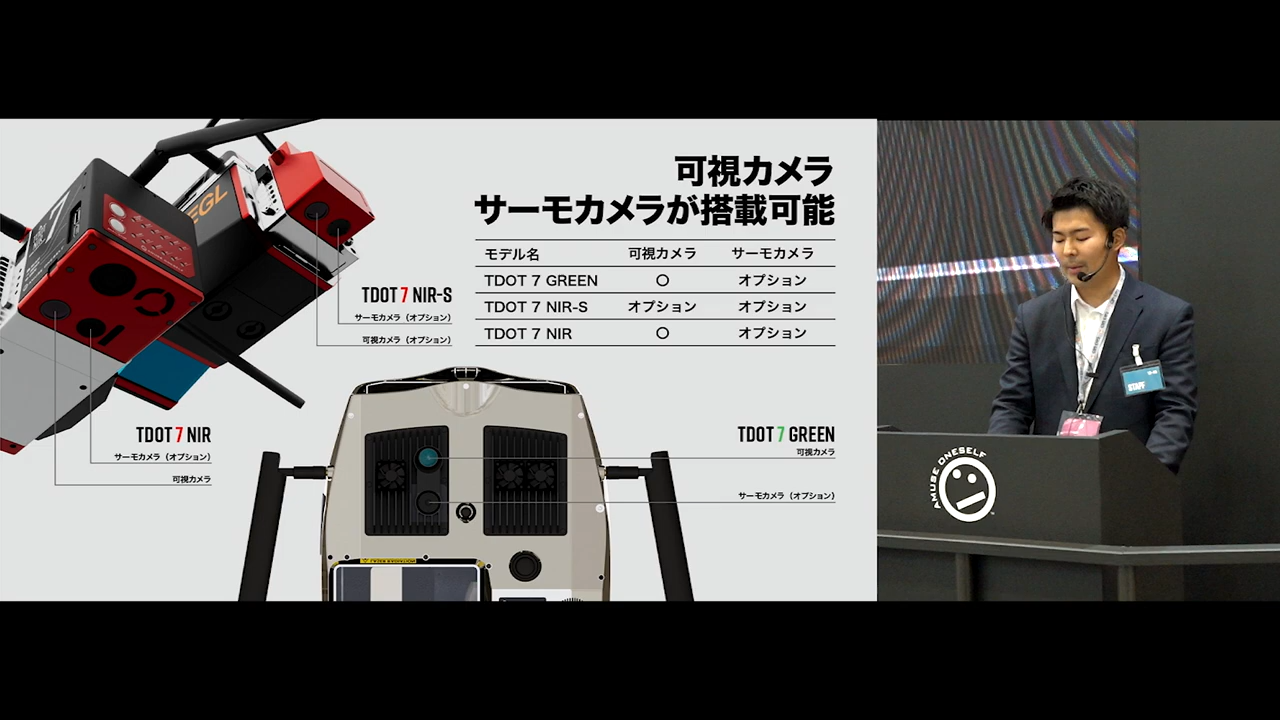 可視カメラ
サーモカメラが搭載可能
モデル名 可視カメラ サーモカメラ
TDOT 7 GREEN 〇 オプション
TDOT 7 NIR-S オプション オプション
TDOT 7 NIR 〇 オプション
TDOT 7 NIR-S
サーモカメラ（オプション）
可視カメラ（オプション）
TDOT 7 NIR
サーモカメラ（オプション）
可視カメラ
TDOT 7 GREEN
可視カメラ
サーモカメラ（オプション）
7
EGL
STAFF
AMUSE ONESELF